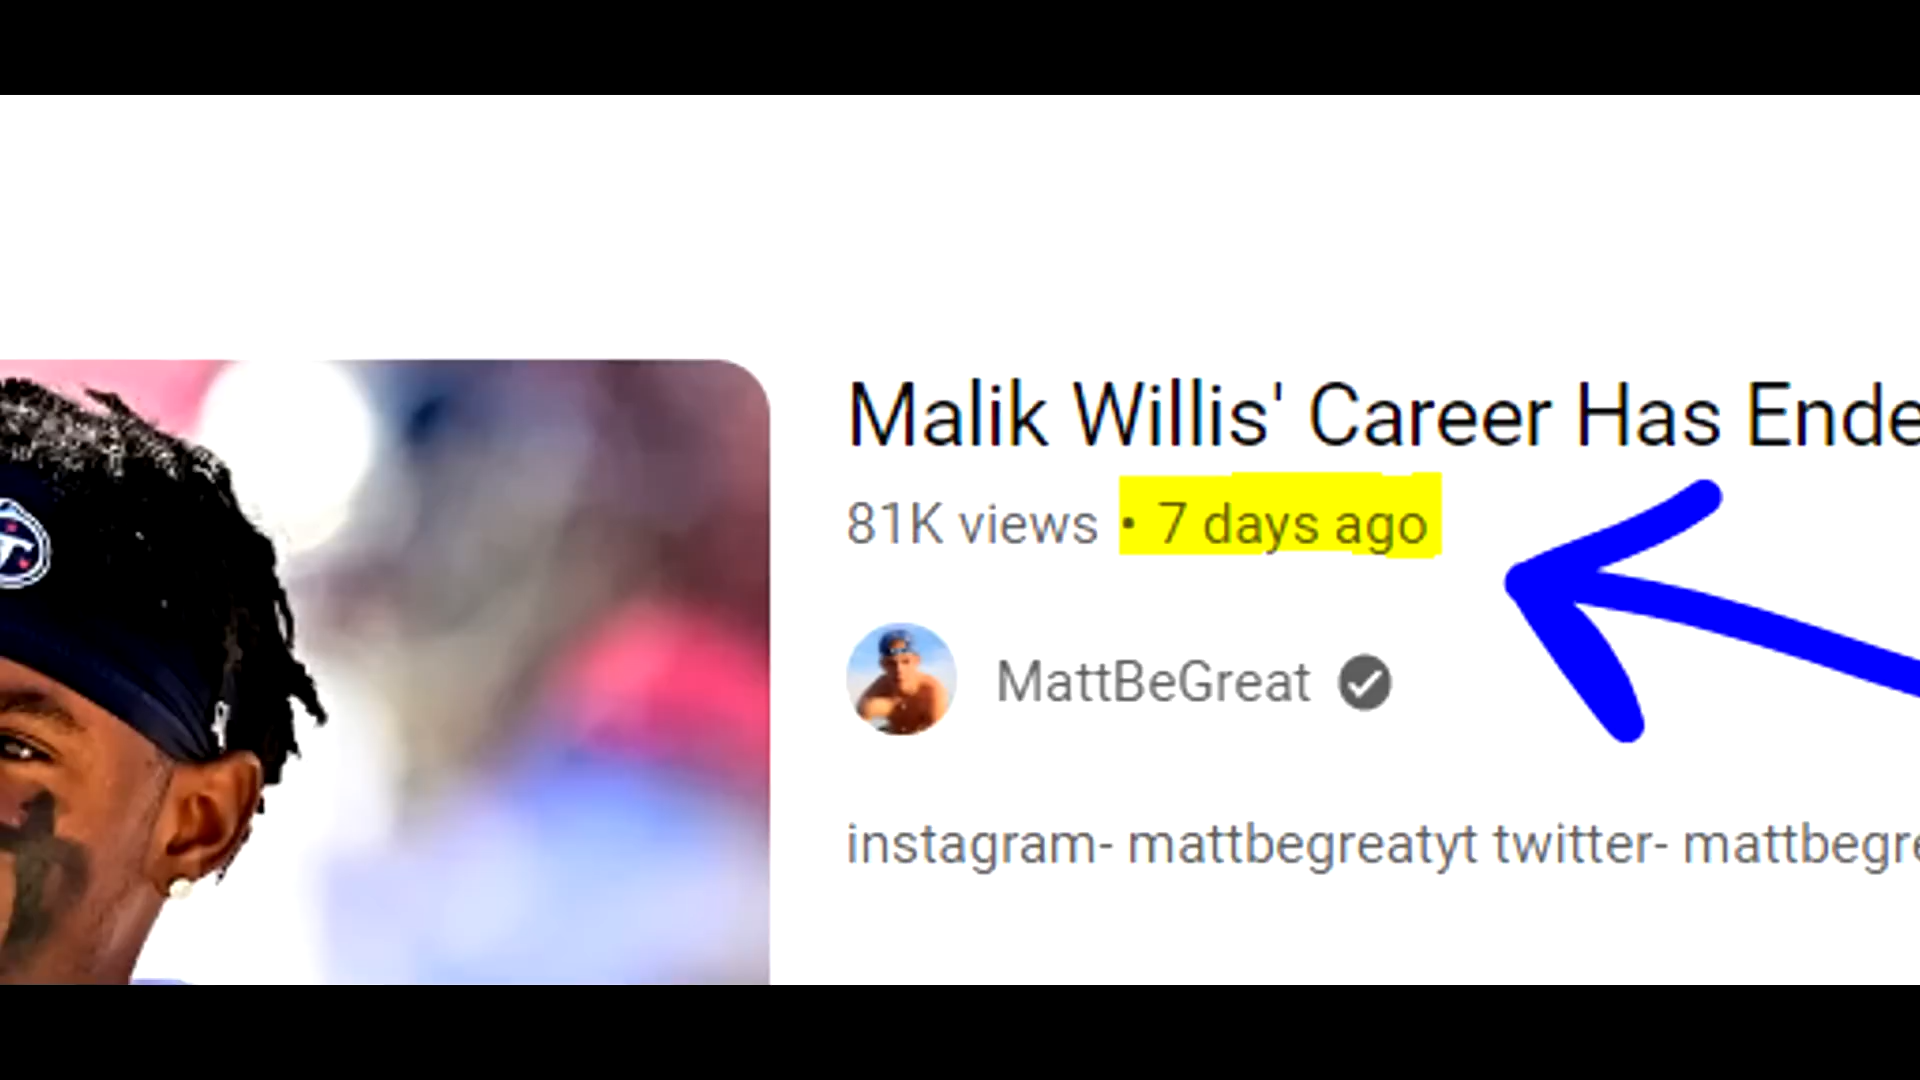 Malik Willis' Career Has Ende
81K views • 7 days ago
MattBeGreat
instagram- mattbegreatyt twitter- mattbegre